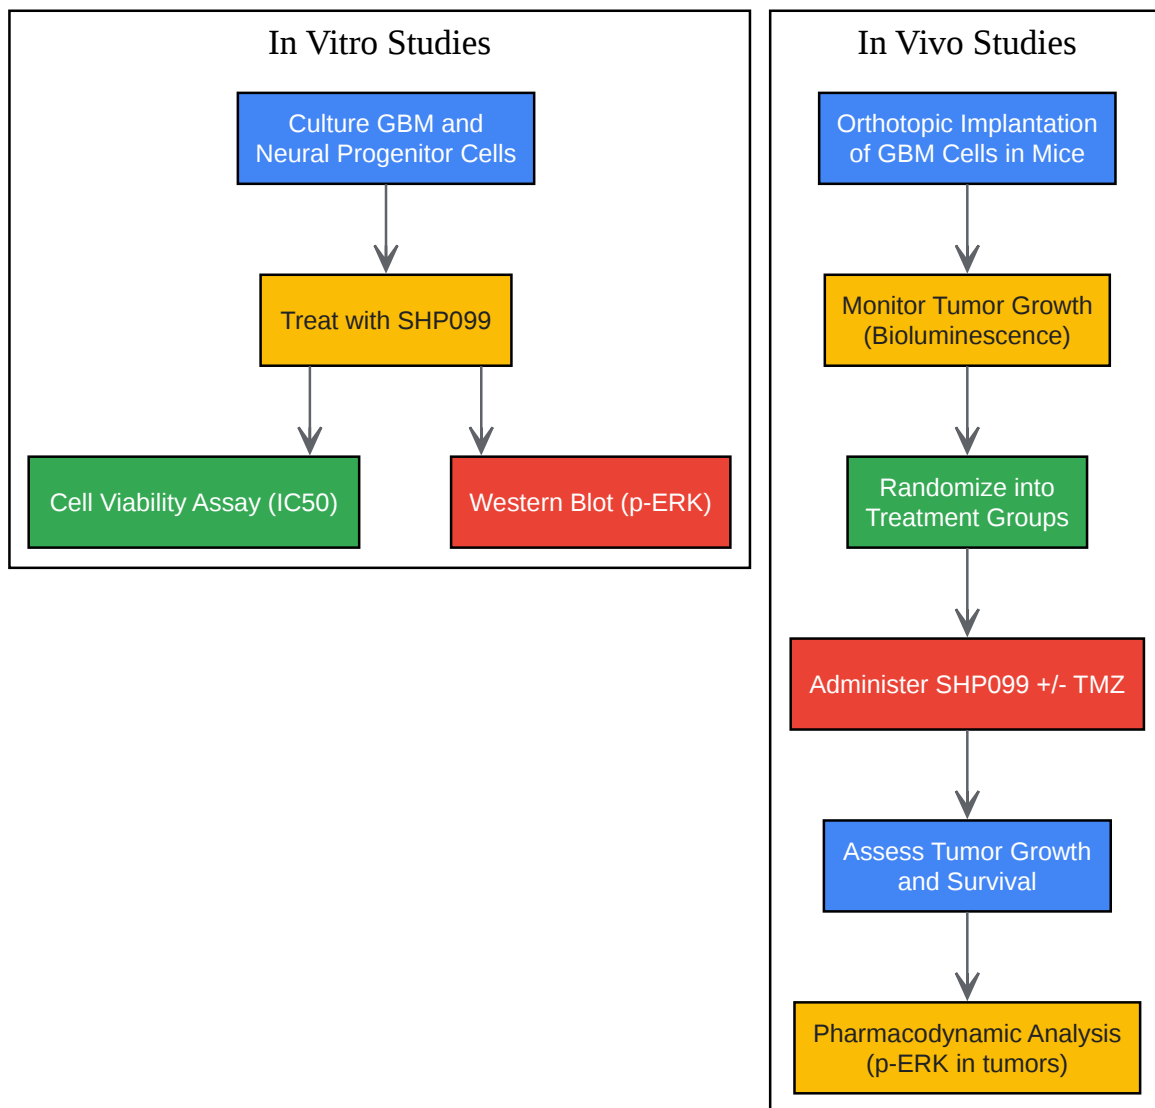 In Vitro Studies
Culture GBM and
Neural Progenitor Cells
Treat with SHP099
Cell Viability Assay (IC50)
Western Blot (p-ERK)
In Vivo Studies
Orthotopic Implantation
of GBM Cells in Mice
Monitor Tumor Growth
(Bioluminescence)
Randomize into
Treatment Groups
Administer SHP099 +/- TMZ
Assess Tumor Growth
and Survival
Pharmacodynamic Analysis
(p-ERK in tumors)